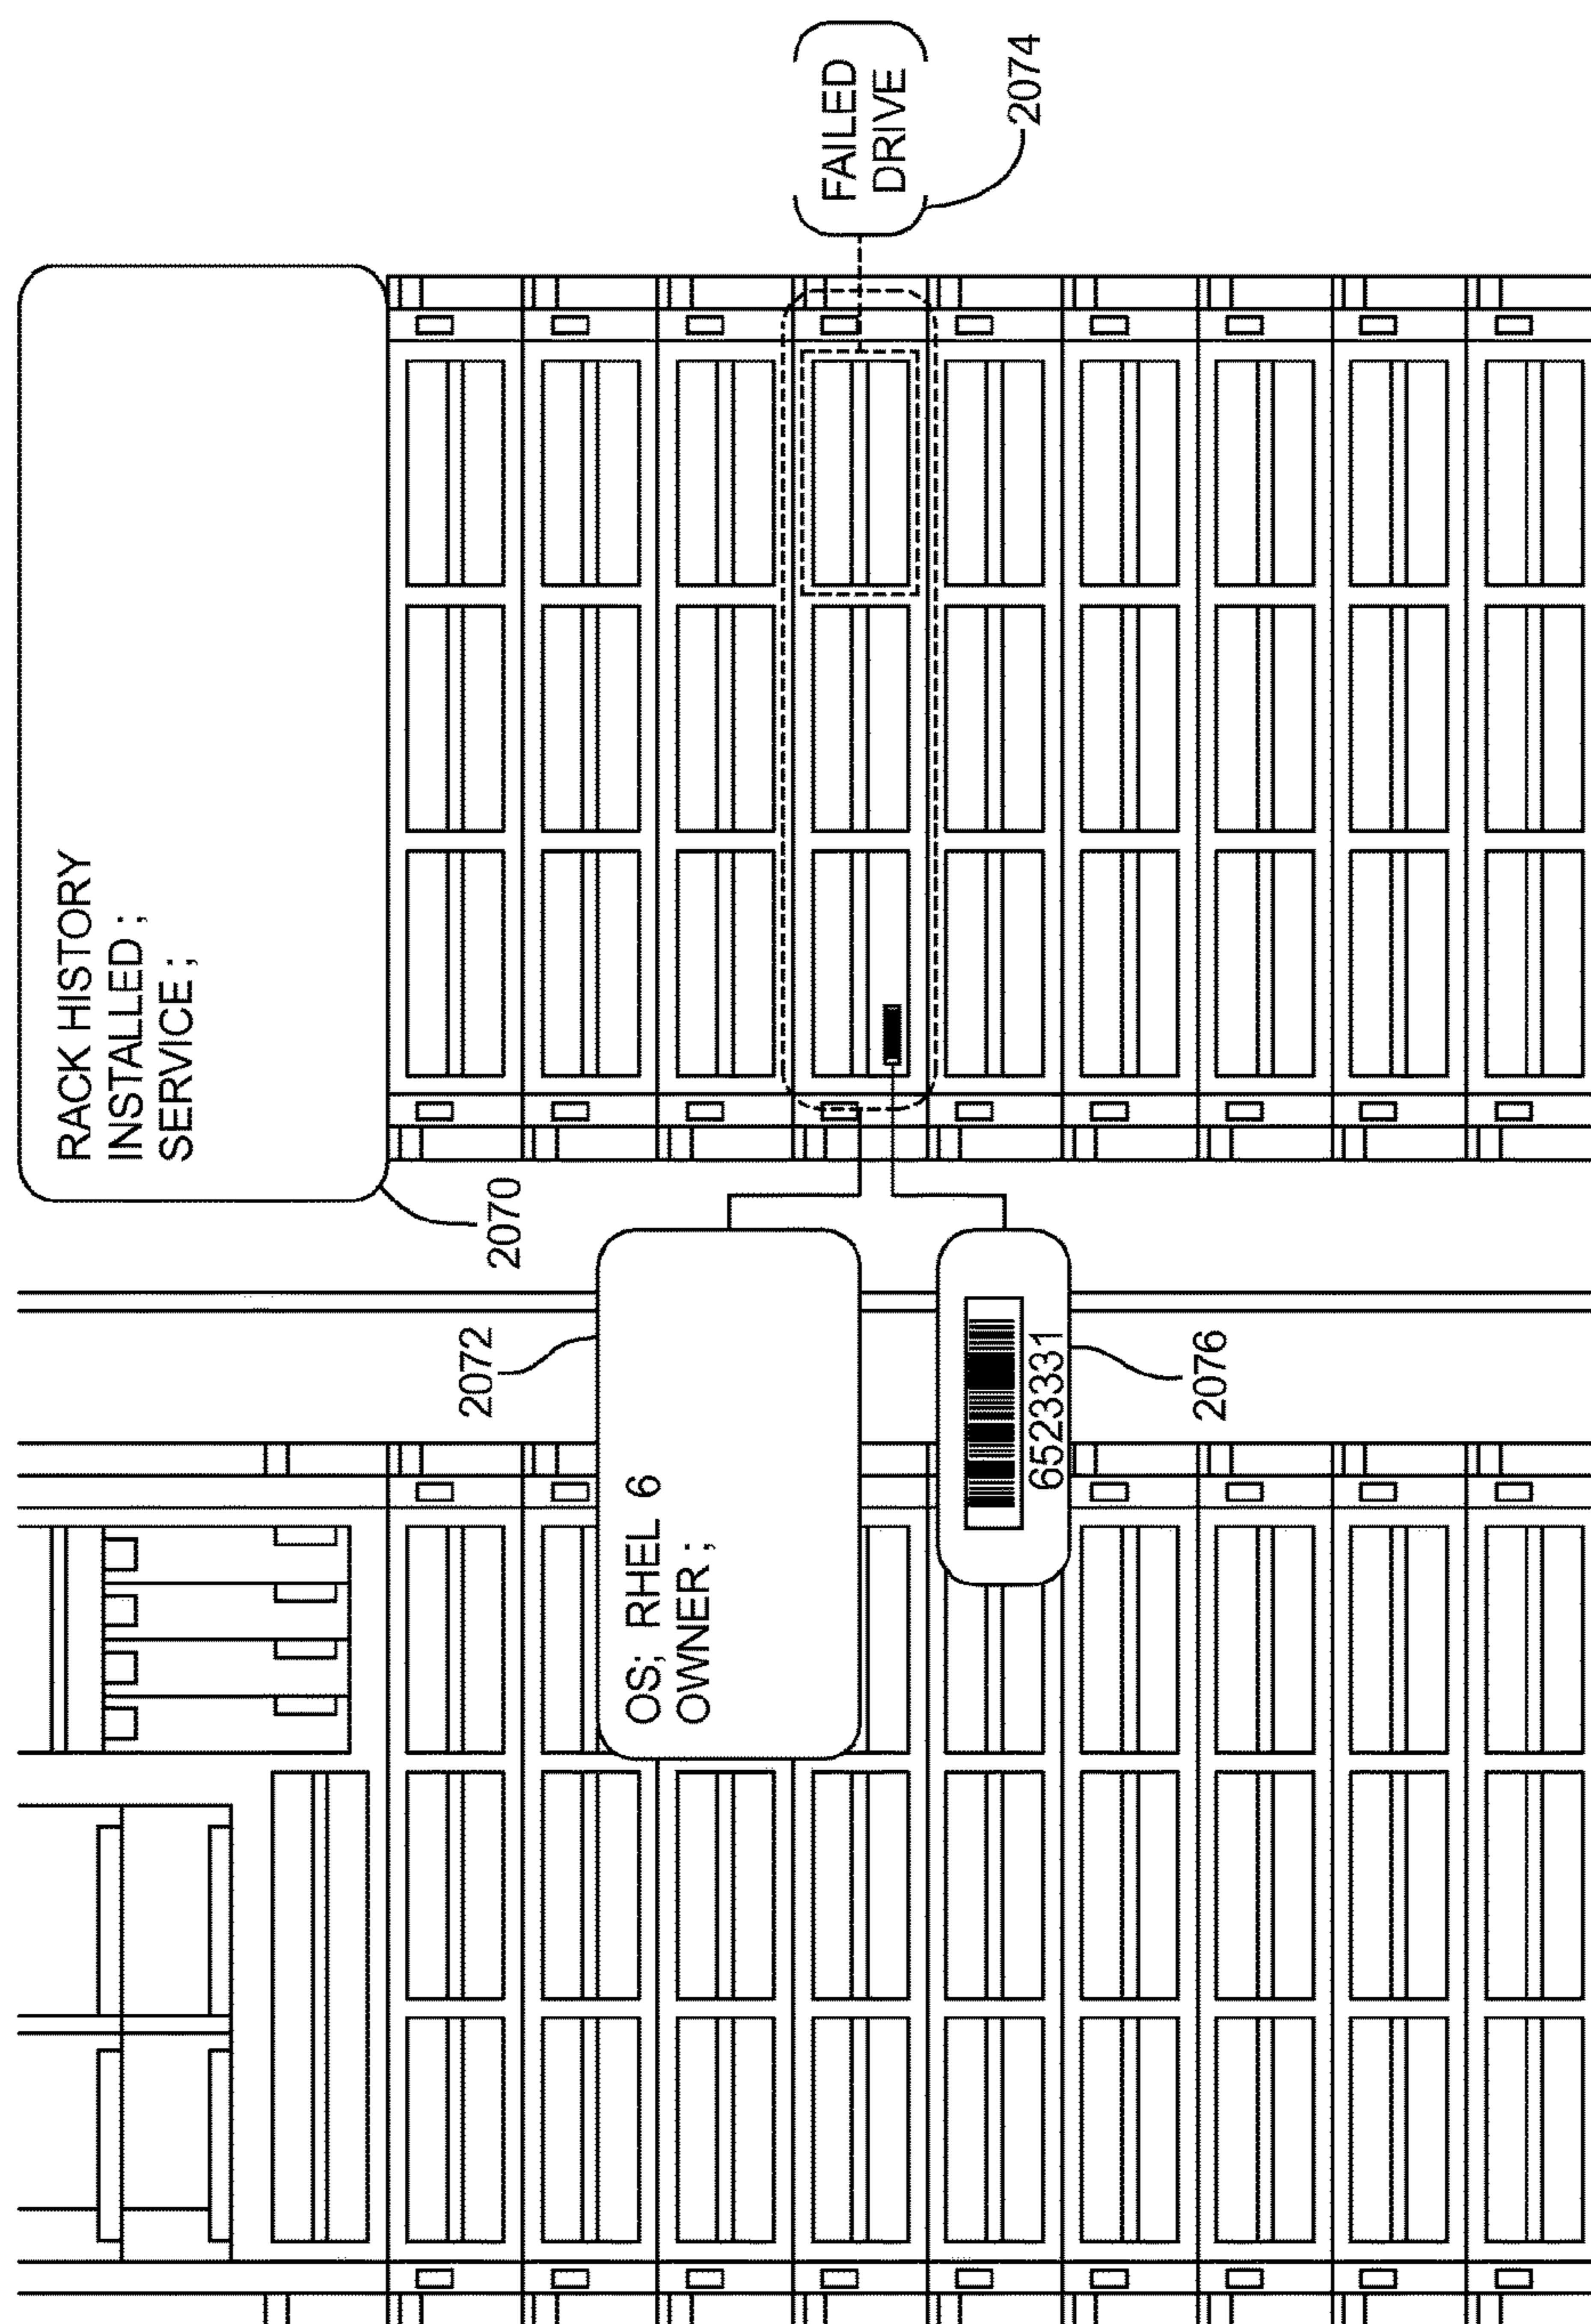 RACK HISTORY
INSTALLED ;
SERVICE ;
2070
2072
OS; RHEL 6
OWNER ;
6523331
2076
FAILED
DRIVE
2074